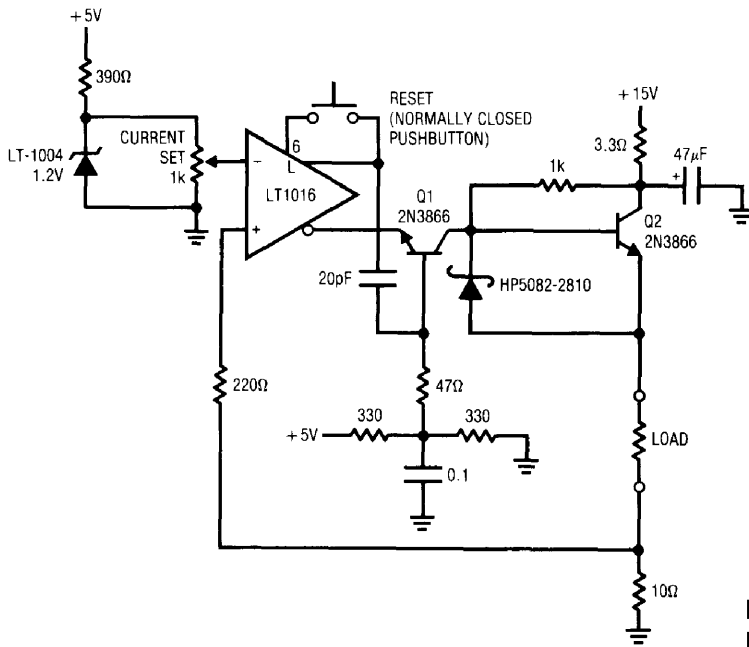 +5V
390Ω
LT-1004
1.2V
CURRENT
SET
1k
−
+
6
L
LT1016
RESET
(NORMALLY CLOSED
PUSHBUTTON)
20pF
Q1
2N3866
1k
+15V
3.3Ω
47μF
+
Q2
2N3866
HP5082-2810
220Ω
47Ω
+5V
330
330
0.1
LOAD
10Ω